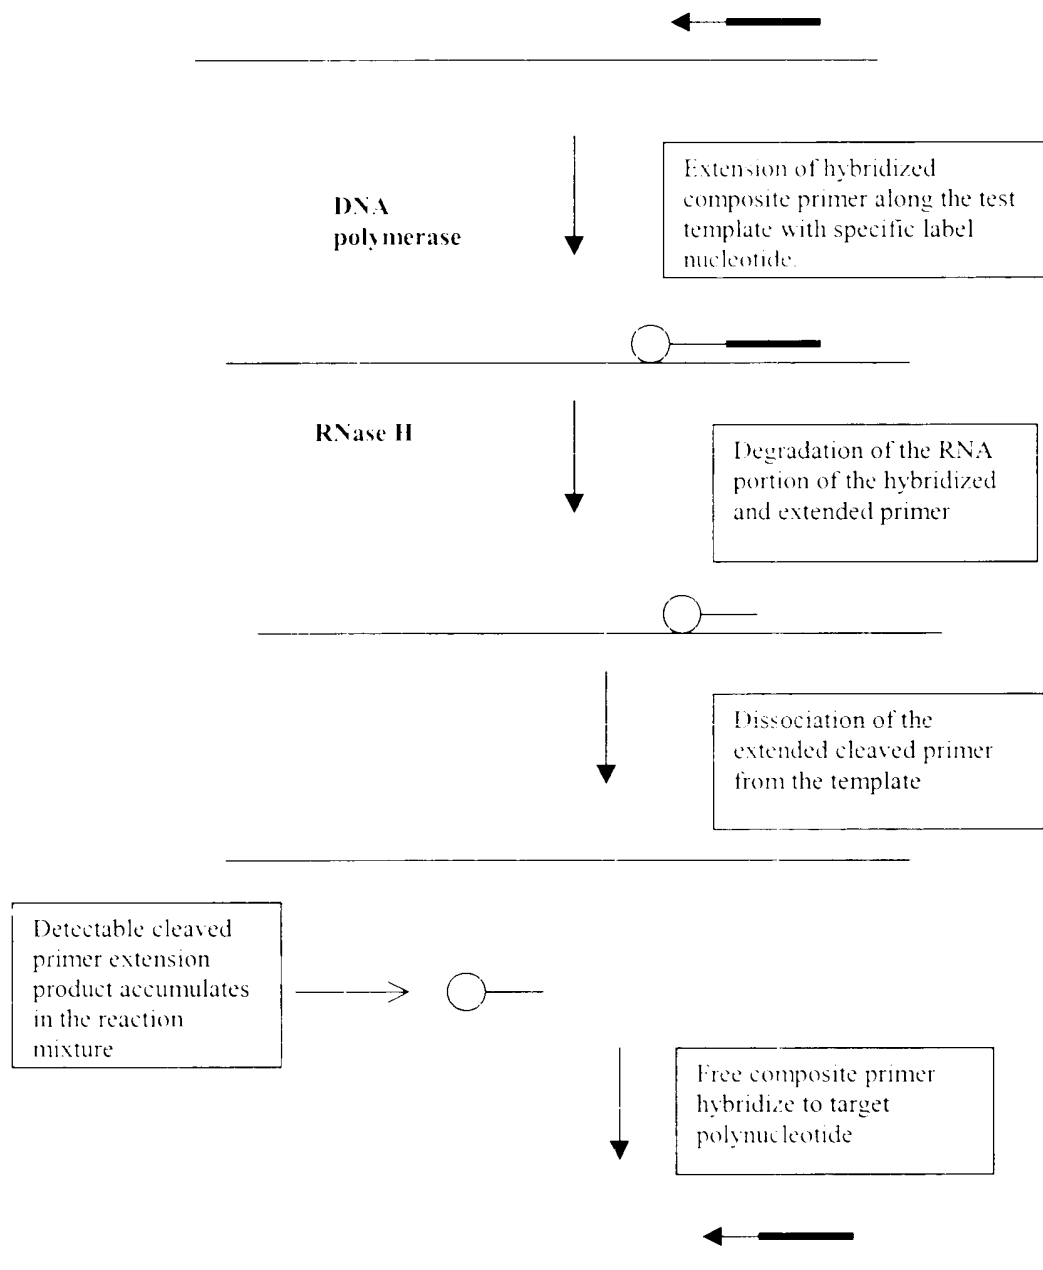 Extension of hybridized
composite primer along the test
template with specific label
nucleotide.
DNA
polymerase
RNase H
Degradation of the RNA
portion of the hybridized
and extended primer
Dissociation of the
extended cleaved primer
from the template
Detectable cleaved
primer extension
product accumulates
in the reaction
mixture
Free composite primer
hybridize to target
polynucleotide